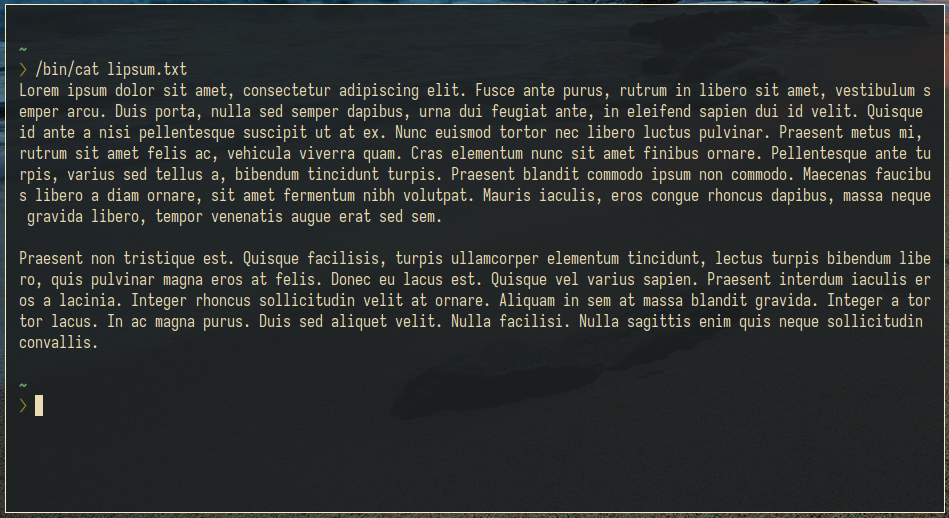 ~
❯ /bin/cat lipsum.txt
Lorem ipsum dolor sit amet, consectetur adipiscing elit. Fusce ante purus, rutrum in libero sit amet, vestibulum s
emper arcu. Duis porta, nulla sed semper dapibus, urna dui feugiat ante, in eleifend sapien dui id velit. Quisque
id ante a nisi pellentesque suscipit ut at ex. Nunc euismod tortor nec libero luctus pulvinar. Praesent metus mi,
rutrum sit amet felis ac, vehicula viverra quam. Cras elementum nunc sit amet finibus ornare. Pellentesque ante tu
rpis, varius sed tellus a, bibendum tincidunt turpis. Praesent blandit commodo ipsum non commodo. Maecenas faucibu
s libero a diam ornare, sit amet fermentum nibh volutpat. Mauris iaculis, eros congue rhoncus dapibus, massa neque
 gravida libero, tempor venenatis augue erat sed sem.

Praesent non tristique est. Quisque facilisis, turpis ullamcorper elementum tincidunt, lectus turpis bibendum libe
ro, quis pulvinar magna eros at felis. Donec eu lacus est. Quisque vel varius sapien. Praesent interdum iaculis er
os a lacinia. Integer rhoncus sollicitudin velit at ornare. Aliquam in sem at massa blandit gravida. Integer a tor
tor lacus. In ac magna purus. Duis sed aliquet velit. Nulla facilisi. Nulla sagittis enim quis neque sollicitudin
convallis.

~
❯